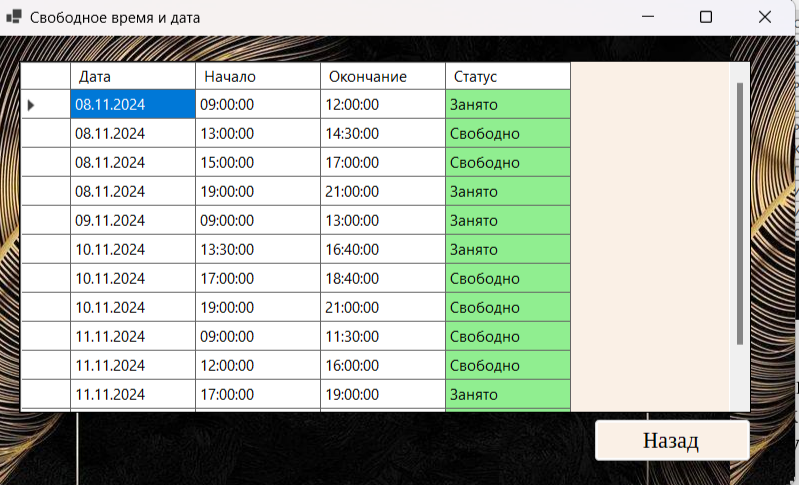 Свободное время и дата
Дата Начало Окончание Статус
08.11.2024 09:00:00 12:00:00 Занято
08.11.2024 13:00:00 14:30:00 Свободно
08.11.2024 15:00:00 17:00:00 Свободно
08.11.2024 19:00:00 21:00:00 Занято
09.11.2024 09:00:00 13:00:00 Занято
10.11.2024 13:30:00 16:40:00 Занято
10.11.2024 17:00:00 18:40:00 Свободно
10.11.2024 19:00:00 21:00:00 Свободно
11.11.2024 09:00:00 11:30:00 Свободно
11.11.2024 12:00:00 16:00:00 Свободно
11.11.2024 17:00:00 19:00:00 Занято
Назад